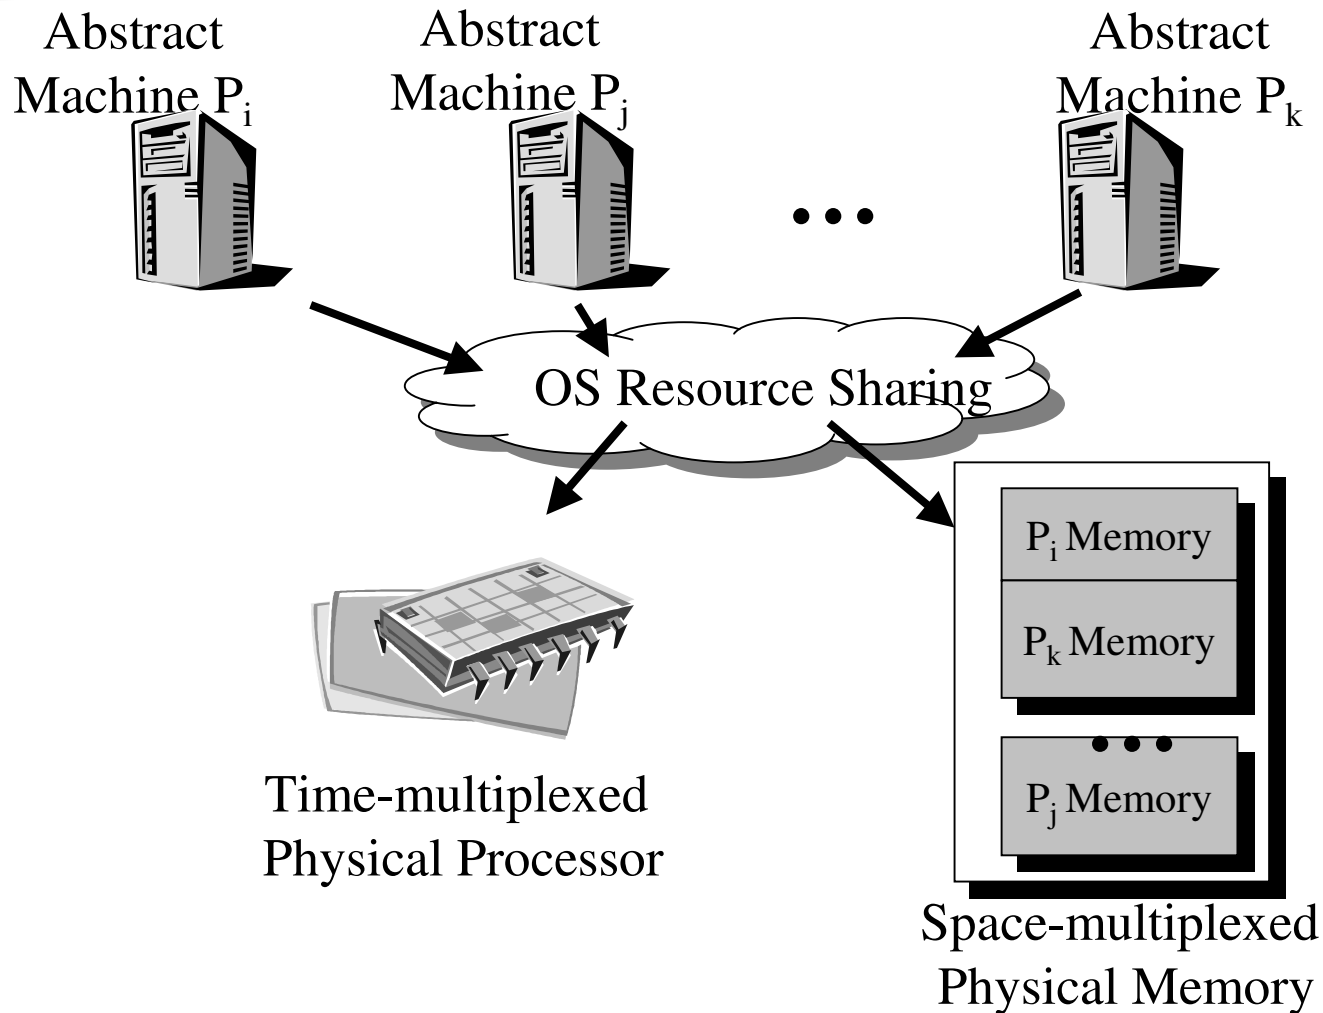 Abstract
Machine Pi
Abstract
Machine Pj
• • •
Abstract
Machine Pk
OS Resource Sharing
Pi Memory
Pk Memory
• • •
Pj Memory
Time-multiplexed
Physical Processor
Space-multiplexed
Physical Memory